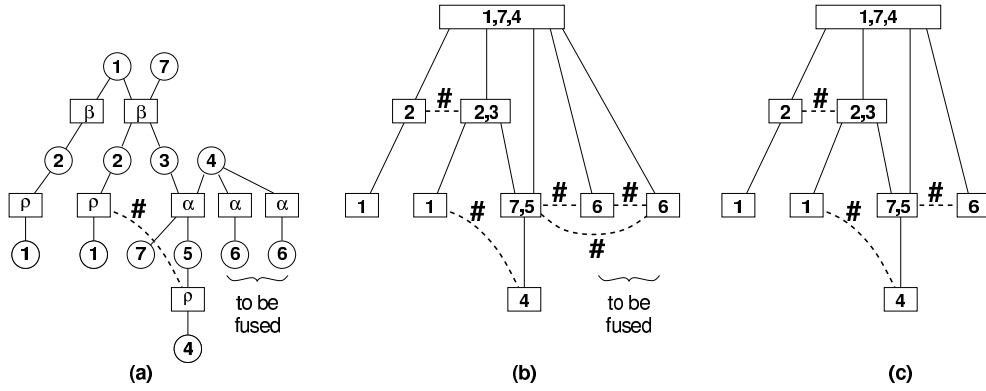 1 7
β β
2 2 3 4
ρ ρ # α α α
1 1 7 5 6 6
ρ to be
fused
4
(a)
1,7,4
2 # 2,3
1 1 # 7,5 # 6 # 6
#
4 to be
fused
(b)
1,7,4
2 # 2,3
1 1 # 7,5 # 6
4
(c)